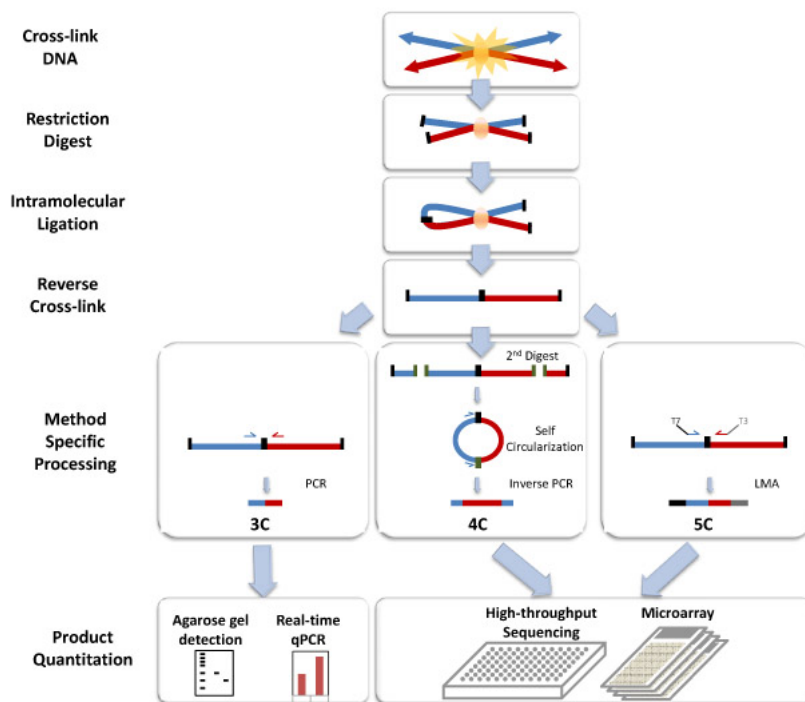 Cross-link
DNA
Restriction
Digest
Intramolecular
Ligation
Reverse
Cross-link
Method
Specific
Processing
PCR
3C
2nd Digest
Self
Circularization
Inverse PCR
4C
T7
T3
LMA
5C
Product
Quantitation
Agarose gel
detection
Real-time
qPCR
High-throughput
Sequencing
Microarray